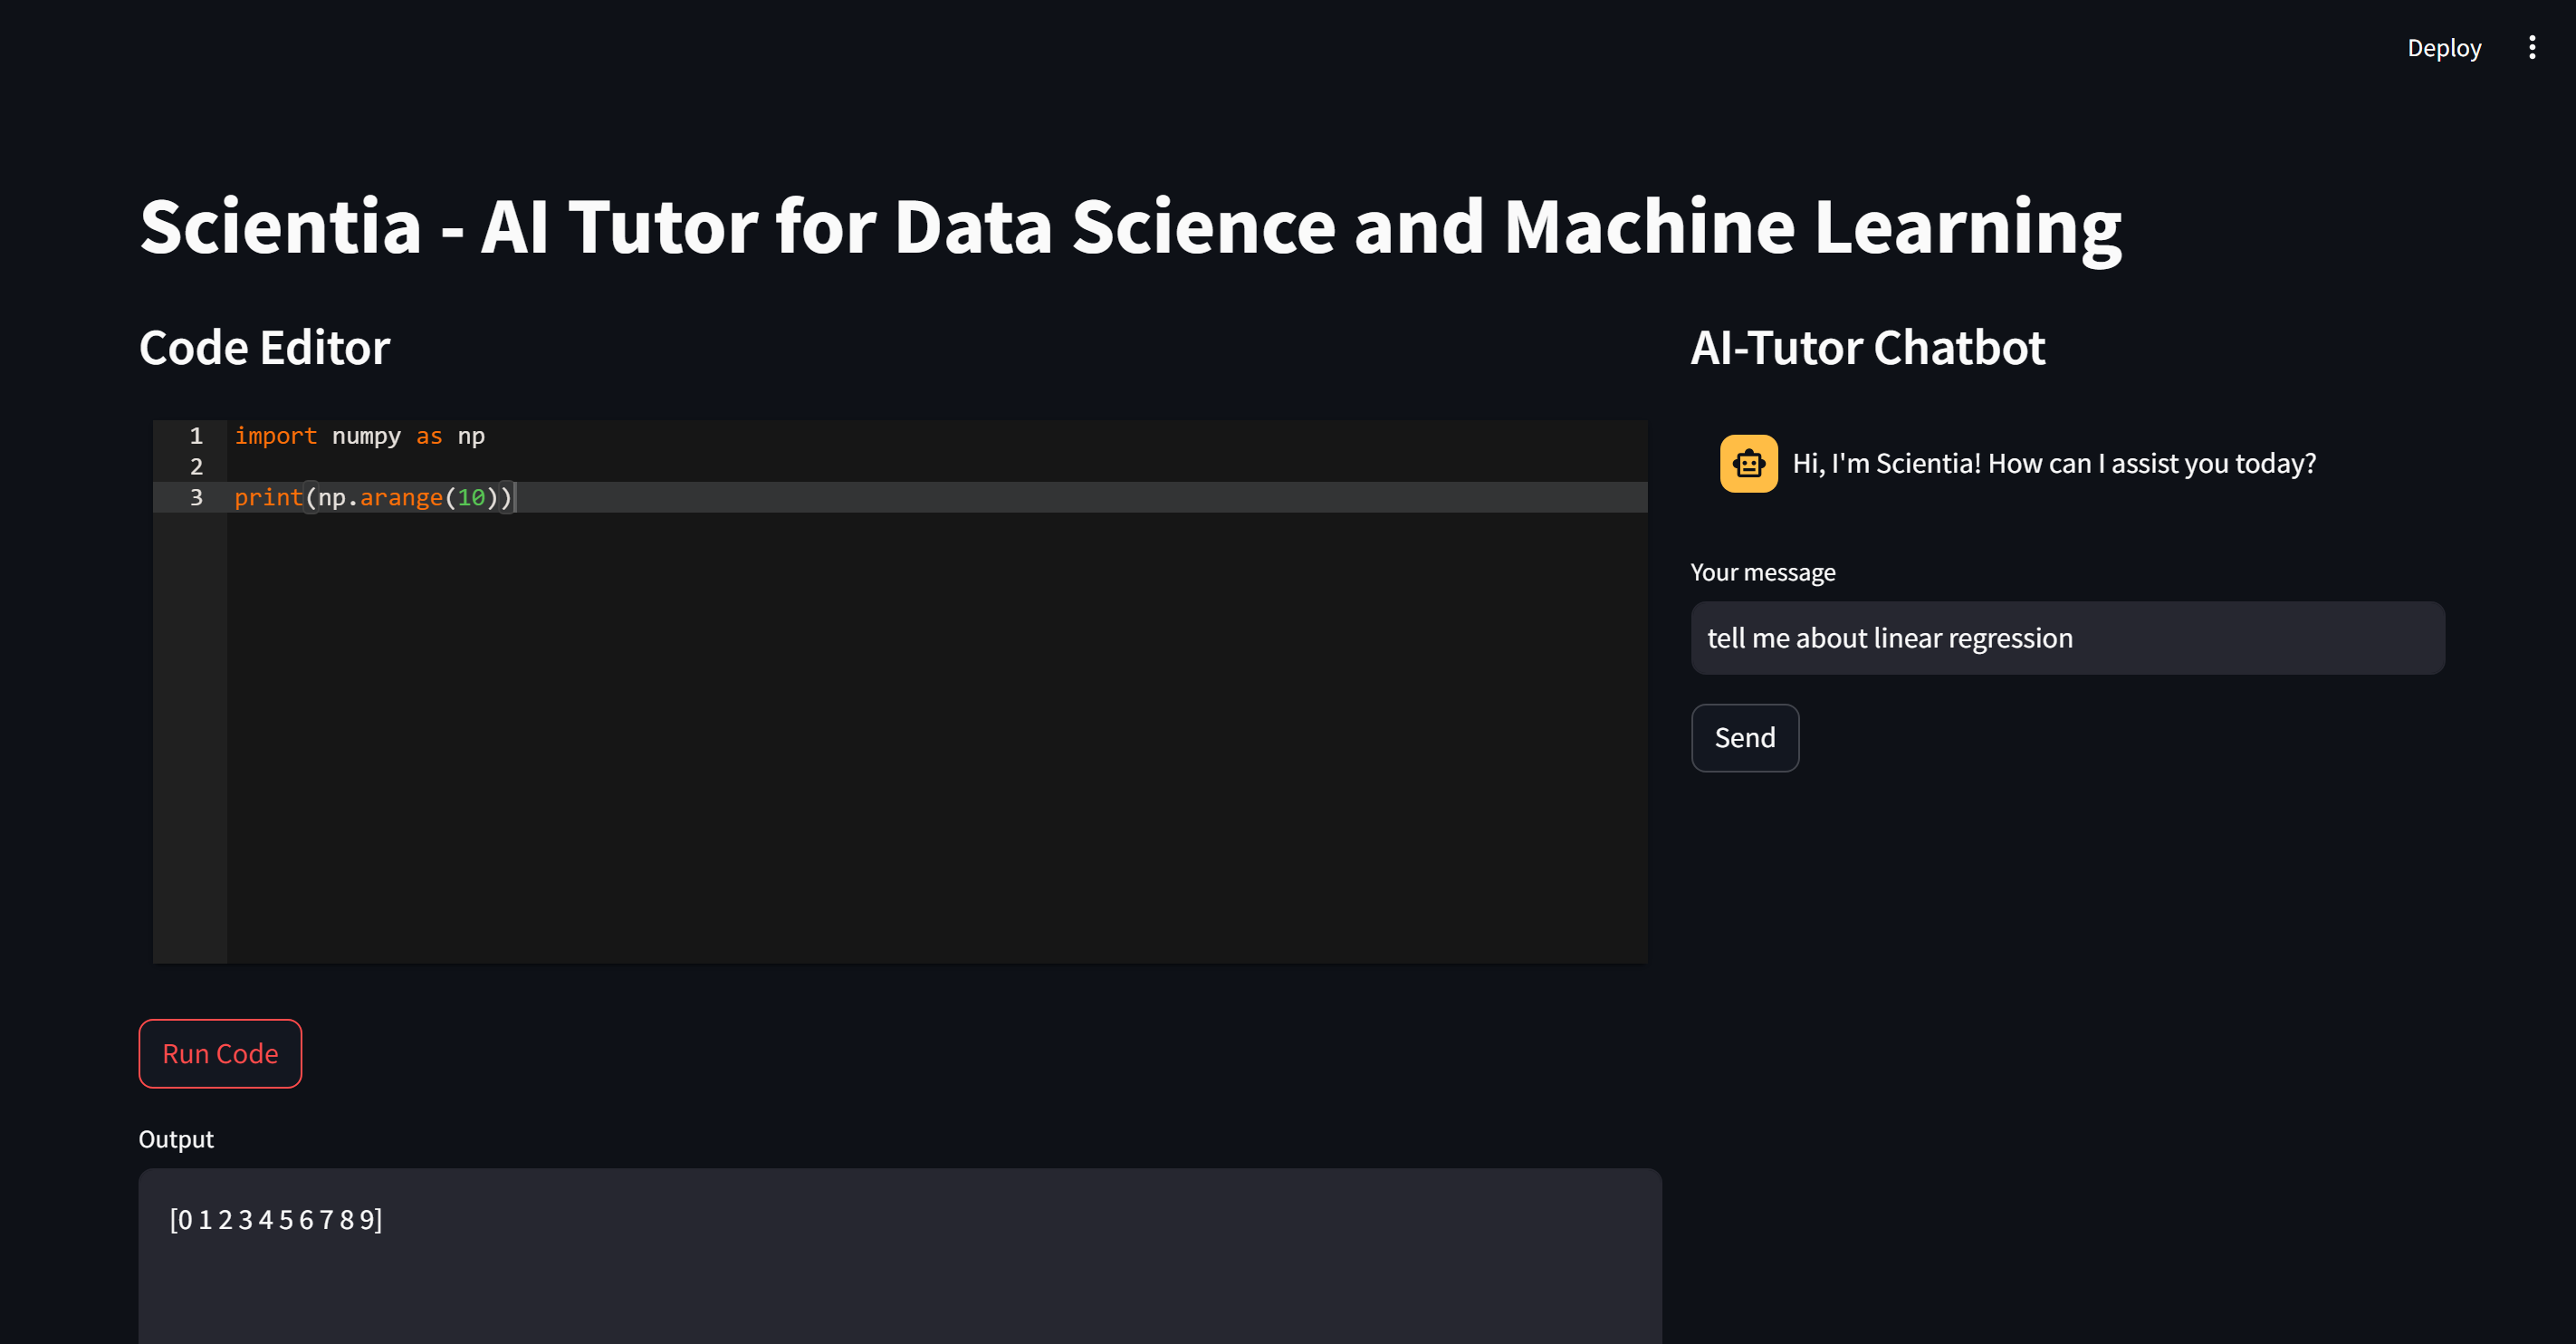 Deploy
Scientia - AI Tutor for Data Science and Machine Learning
Code Editor
1 import numpy as np
2
3 print(np.arange(10))
Run Code
Output
[0 1 2 3 4 5 6 7 8 9]
AI-Tutor Chatbot
Hi, I'm Scientia! How can I assist you today?
Your message
tell me about linear regression
Send